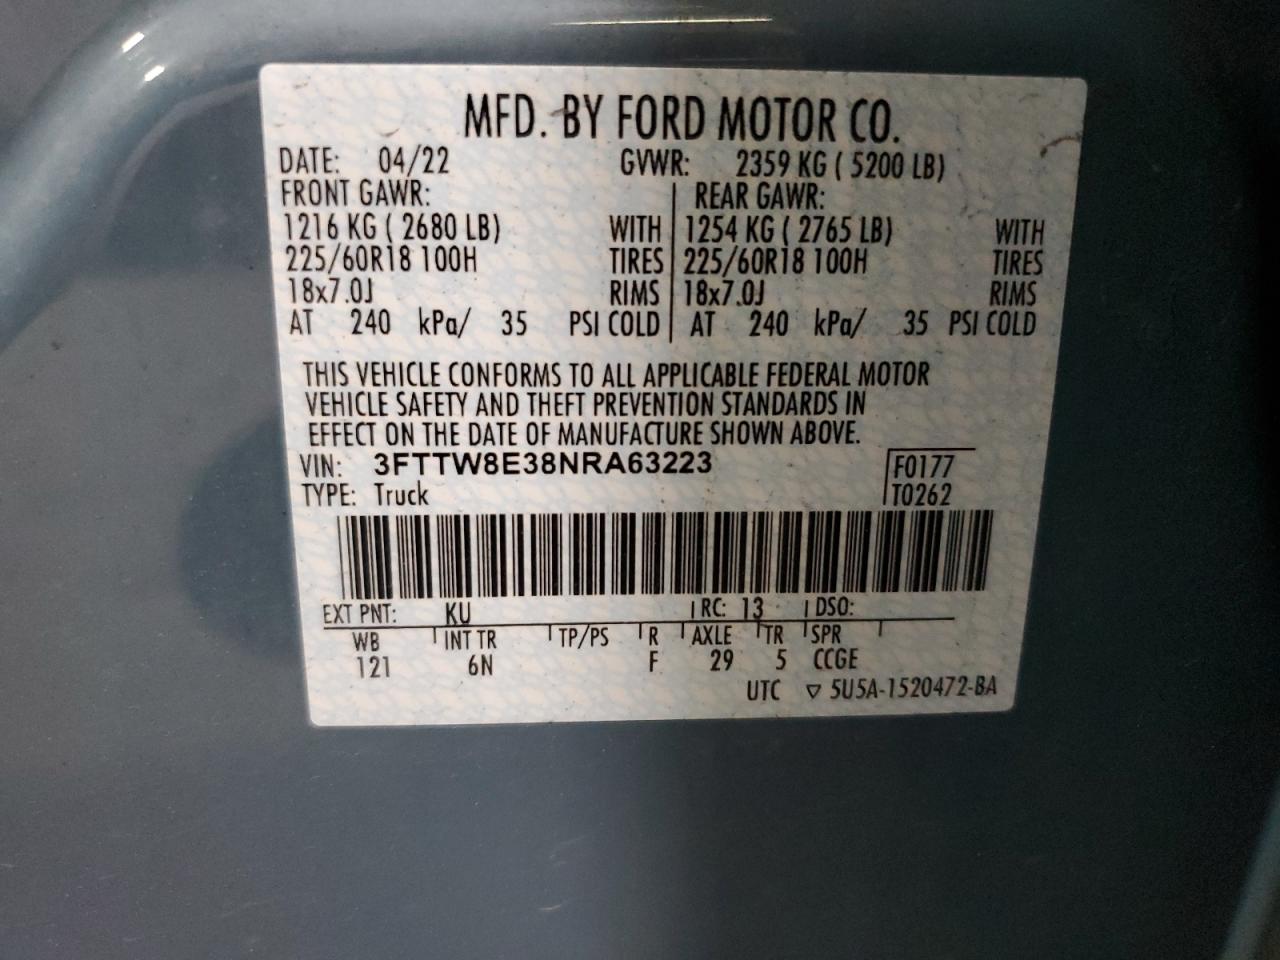 MFD. BY FORD MOTOR CO.
DATE: 04/22 GVWR: 2359 KG ( 5200 LB)
FRONT GAWR: REAR GAWR:
1216 KG ( 2680 LB) WITH 1254 KG ( 2765 LB) WITH
225/60R18 100H TIRES 225/60R18 100H TIRES
18x7.0J RIMS 18x7.0J RIMS
AT 240 kPa/ 35 PSI COLD AT 240 kPa/ 35 PSI COLD
THIS VEHICLE CONFORMS TO ALL APPLICABLE FEDERAL MOTOR
VEHICLE SAFETY AND THEFT PREVENTION STANDARDS IN
EFFECT ON THE DATE OF MANUFACTURE SHOWN ABOVE.
VIN: 3FTTW8E38NRA63223 F0177
TYPE: Truck T0262
EXT PNT: KU RC: 13 DSO:
WB INT TR TP/PS R AXLE TR SPR
121 6N F 29 5 CCGE
UTC ▽ 5U5A-1520472-BA